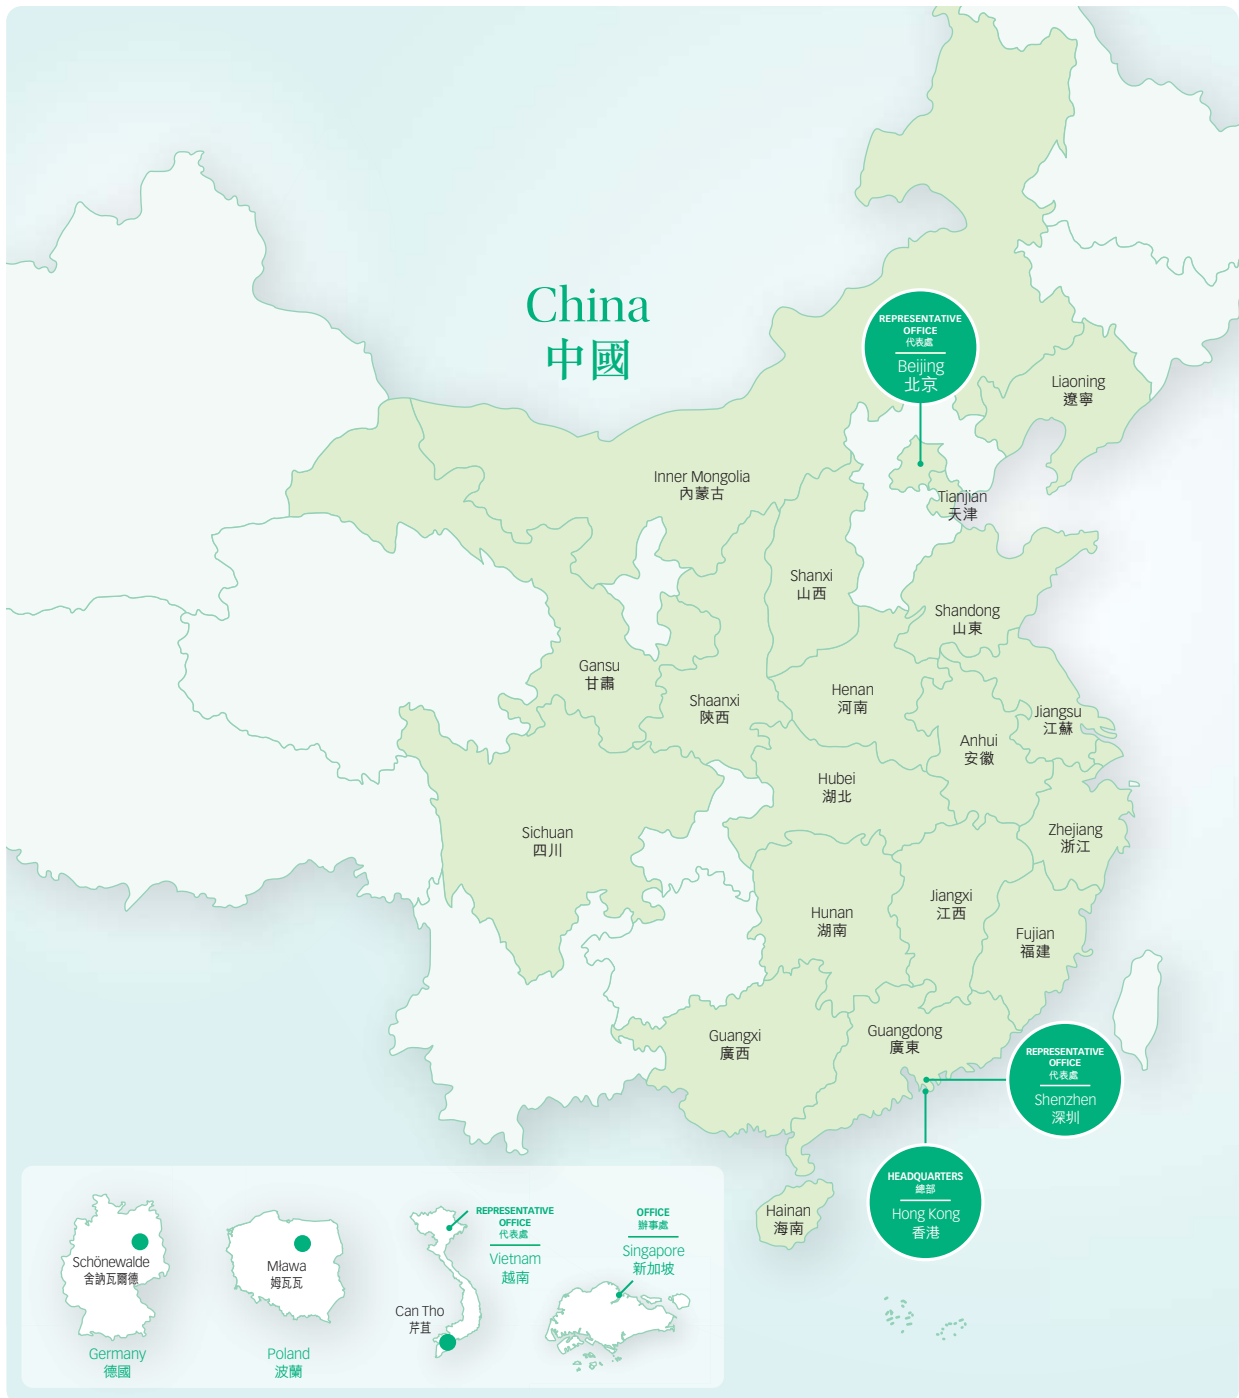 China
中國
REPRESENTATIVE
OFFICE
代表處
Beijing
北京
Liaoning
遼寧
Inner Mongolia
內蒙古
Tianjian
天津
Shanxi
山西
Shandong
山東
Gansu
甘肅
Shaanxi
陝西
Henan
河南
Jiangsu
江蘇
Anhui
安徽
Hubei
湖北
Sichuan
四川
Zhejiang
浙江
Jiangxi
江西
Hunan
湖南
Fujian
福建
Guangxi
廣西
Guangdong
廣東
REPRESENTATIVE
OFFICE
代表處
Shenzhen
深圳
HEADQUARTERS
總部
Hong Kong
香港
Hainan
海南
Schönewalde
舍訥瓦爾德
Germany
德國
Mława
姆瓦瓦
Poland
波蘭
REPRESENTATIVE
OFFICE
代表處
Vietnam
越南
Can Tho
芹苴
OFFICE
辦事處
Singapore
新加坡